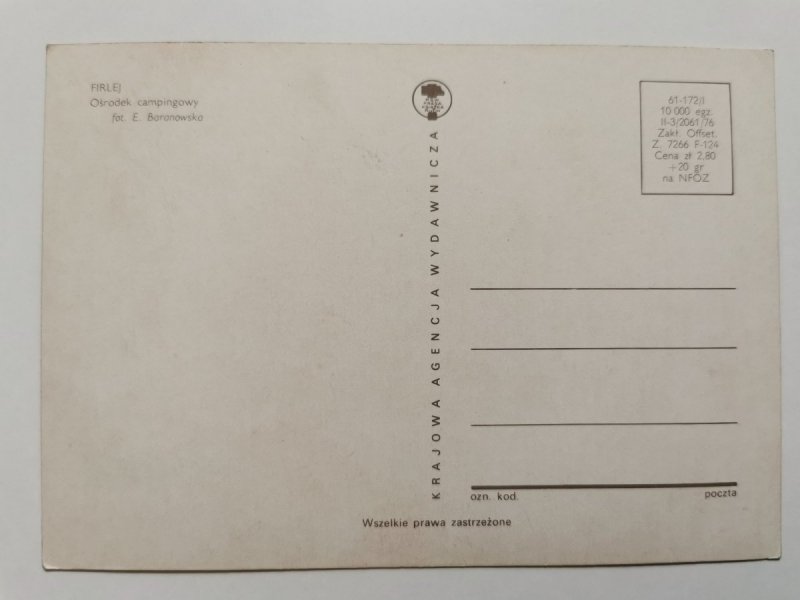 FIRLEJ
Ośrodek campingowy
fot. E. Baranowska
KRAJOWA AGENCJA WYDAWNICZA
61-172/I
10 000 egz.
II-3/2061/76
Zakł. Offset.
Z. 7266 F-124
Cena zł 2,80
+20 gr
na NFOZ
ozn. kod.
poczta
Wszelkie prawa zastrzeżone